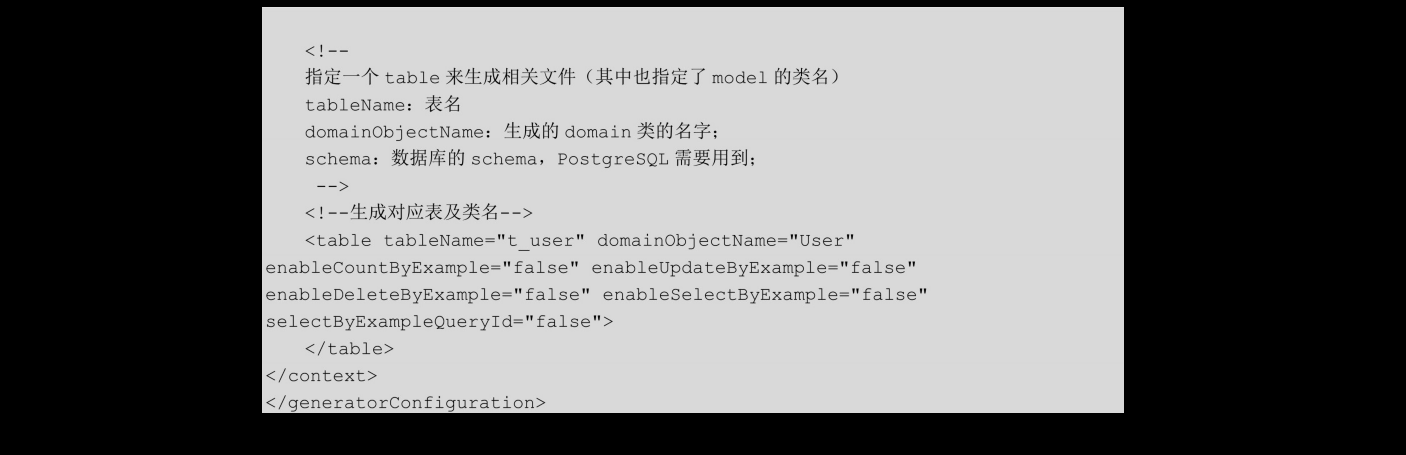 <!--
指定一个 table 来生成相关文件（其中也指定了 model 的类名）
tableName：表名
domainObjectName：生成的 domain 类的名字；
schema：数据库的 schema，PostgreSQL 需要用到；
-->
<!--生成对应表及类名-->
<table tableName="t_user" domainObjectName="User"
enableCountByExample="false" enableUpdateByExample="false"
enableDeleteByExample="false" enableSelectByExample="false"
selectByExampleQueryId="false">
</table>
</context>
</generatorConfiguration>